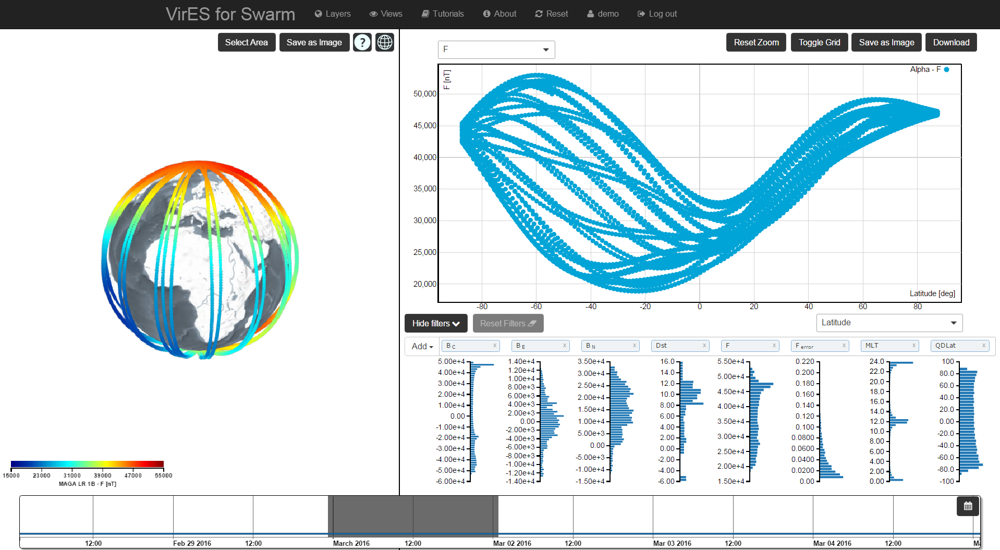 VirES for Swarm Layers Views Tutorials About Reset demo Log out
Select Area Save as Image ?
F
Reset Zoom Toggle Grid Save as Image Download
F [nT]
Alpha - F
50,000
45,000
40,000
35,000
30,000
25,000
20,000
Latitude [deg]
-80 -60 -40 -20 0 20 40 60 80
Hide filters Reset Filters
Latitude
Add B C x B E x B N x Dst x F x F error x MLT x QDLat x
5.00e+4 1.40e+4 3.50e+4 16.0 5.50e+4 0.220 24.0 100
4.00e+4 1.20e+4 3.00e+4 14.0 5.00e+4 0.200 22.0 80.0
3.00e+4 1.00e+4 2.50e+4 12.0 4.50e+4 0.180 20.0 60.0
2.00e+4 8.00e+3 2.00e+4 10.0 4.00e+4 0.160 18.0 40.0
1.00e+4 6.00e+3 1.50e+4 8.00 3.50e+4 0.140 16.0 20.0
0.00 4.00e+3 1.00e+4 6.00 3.00e+4 0.120 14.0 0.00
-1.00e+4 2.00e+3 5.00e+3 4.00 2.50e+4 0.100 12.0 -20.0
-2.00e+4 0.00 0.00 2.00 2.00e+4 0.0800 10.0 -40.0
-3.00e+4 -2.00e+3 -5.00e+3 0.00 1.50e+4 0.0600 8.00 -60.0
-4.00e+4 -4.00e+3 -1.00e+4 -2.00 0.0400 6.00 -80.0
-5.00e+4 -6.00e+3 -1.50e+4 -4.00 0.0200 4.00 -100
-6.00e+4 -8.00e+3 -6.00 0.00 2.00
-1.00e+4 0.00
-1.20e+4
-1.40e+4
15000 23000 31000 39000 47000 55000
MAGA LR 1B - F [nT]
12:00 Feb 29 2016 12:00 March 2016 12:00 Mar 02 2016 12:00 Mar 03 2016 12:00 Mar 04 2016 12:00